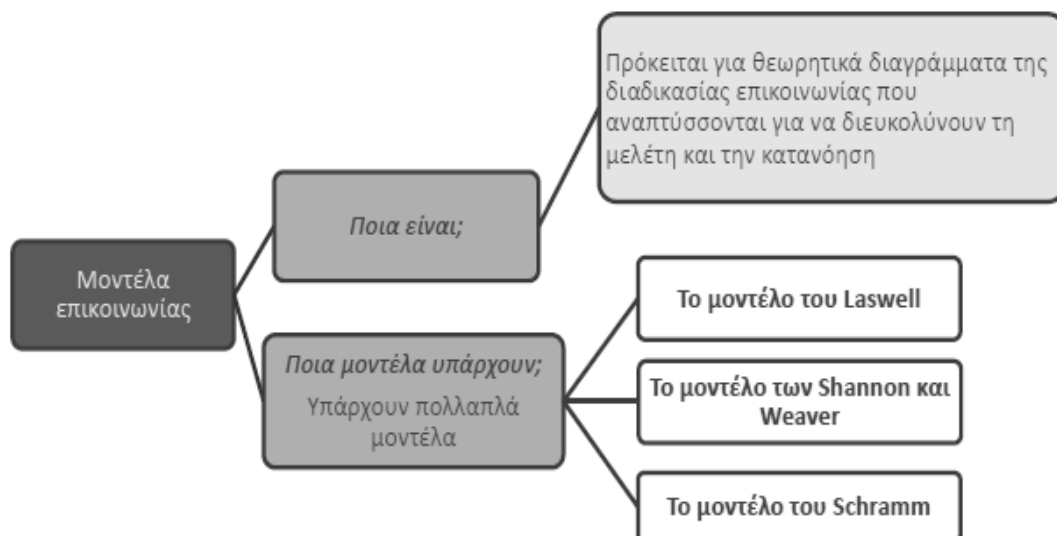 Μοντέλα
επικοινωνίας
Ποια είναι;
Πρόκειται για θεωρητικά διαγράμματα της
διαδικασίας επικοινωνίας που
αναπτύσσονται για να διευκολύνουν τη
μελέτη και την κατανόηση
Ποια μοντέλα υπάρχουν;
Υπάρχουν πολλαπλά
μοντέλα
Το μοντέλο του Laswell
Το μοντέλο των Shannon και
Weaver
Το μοντέλο του Schramm